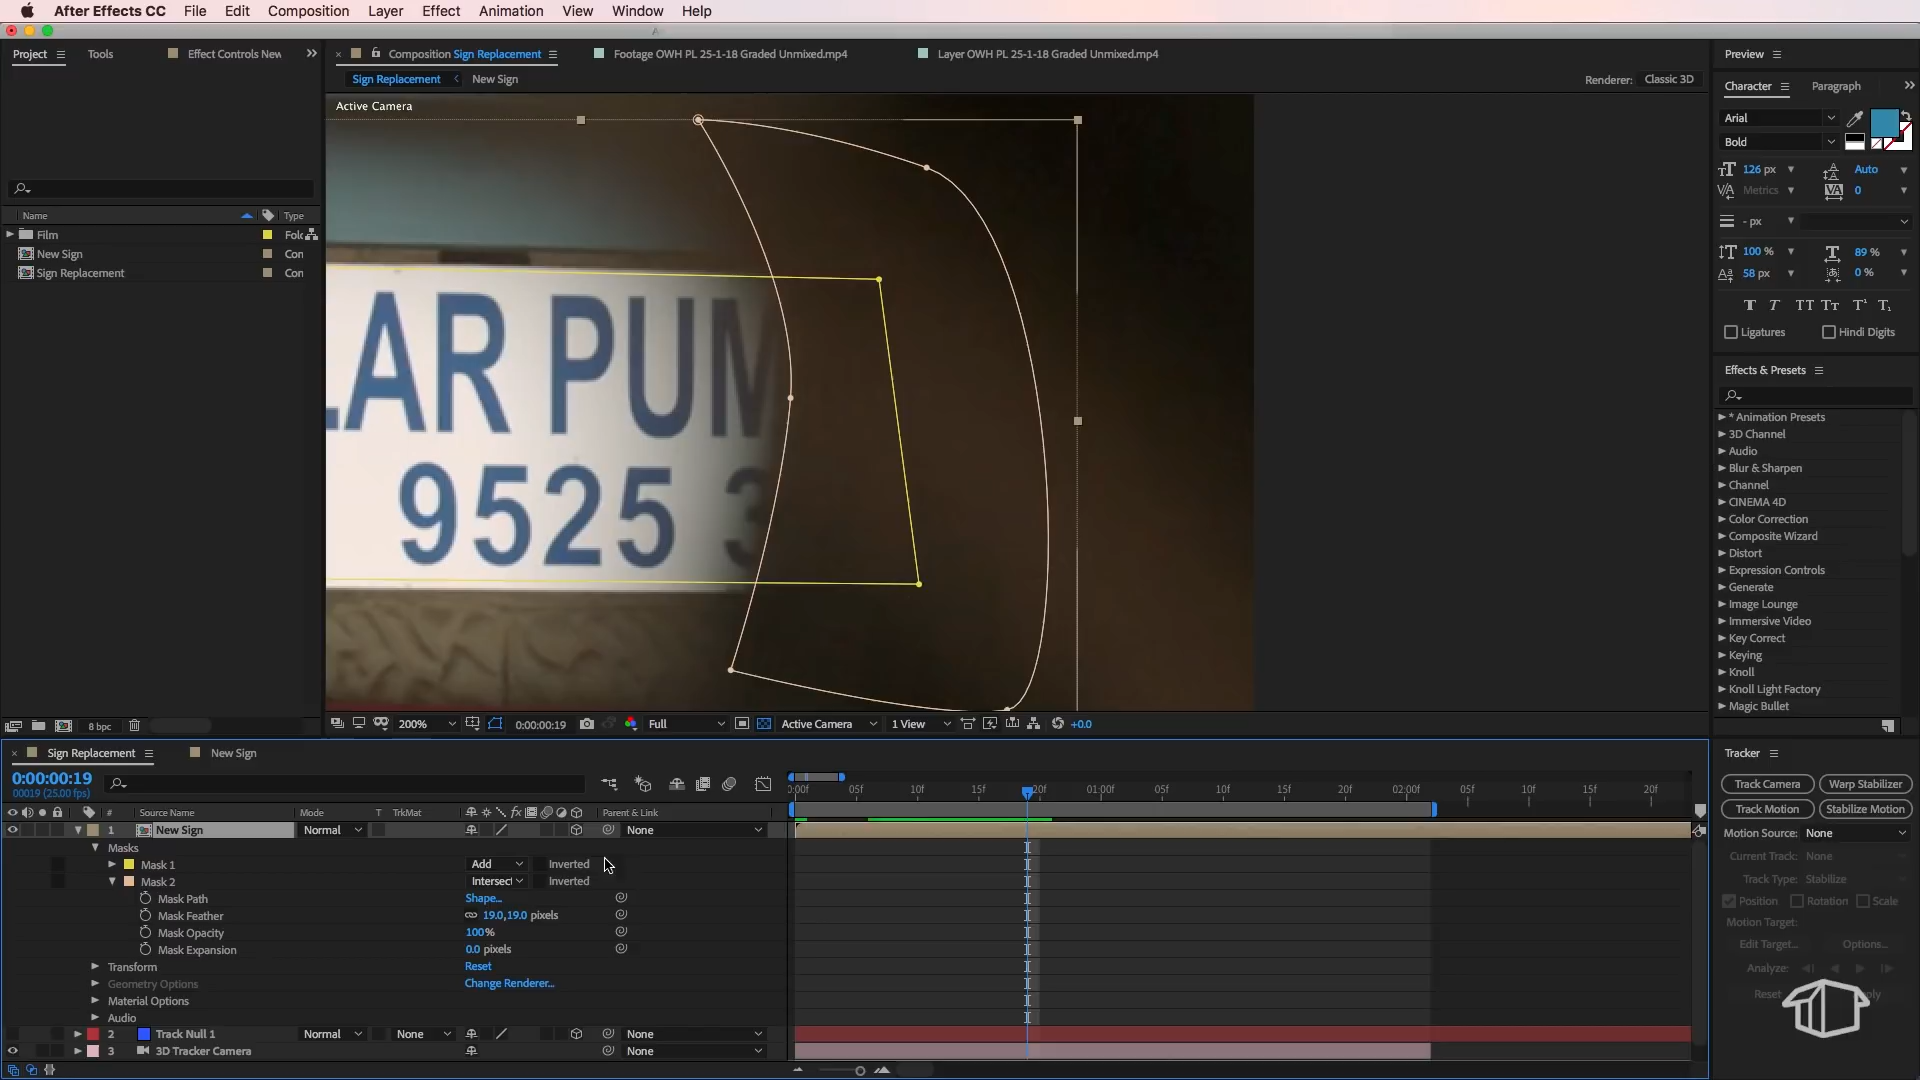 After Effects CC File Edit Composition Layer Effect Animation View Window Help
Project Tools Effect Controls New Composition Sign Replacement Footage OWH PL 25-1-18 Graded Unmixed.mp4 Layer OWH PL 25-1-18 Graded Unmixed.mp4 Preview
Sign Replacement New Sign Renderer: Classic 3D
Character Paragraph
Active Camera
Arial
Bold
126 px Auto
Metrics 0
Name Type
- px
Film Fold
New Sign Con
100 % 89 %
Sign Replacement Con
58 px 0 %
LAR PUM
9525 3
Ligatures Hindi Digits
Effects & Presets
* Animation Presets
3D Channel
Audio
Blur & Sharpen
Channel
CINEMA 4D
Color Correction
Composite Wizard
Distort
Expression Controls
Generate
Image Lounge
Immersive Video
Key Correct
Keying
Knoll
Knoll Light Factory
Magic Bullet
8 bpc 200% 0:00:00:19 Full Active Camera 1 View +0.0
Sign Replacement New Sign Tracker
0:00:00:19
00019 (25.00 fps)
Track Camera Warp Stabilizer
0:00f 05f 10f 15f 20f 01:00f 05f 10f 15f 20f 02:00f 05f 10f 15f 20f
Track Motion Stabilize Motion
# Source Name Mode T TrkMat Parent & Link
1 New Sign Normal None
Motion Source: None
Masks
Current Track: None
Mask 1 Add Inverted
Mask 2 Intersect Inverted
Track Type: Stabilize
Mask Path Shape...
Position Rotation Scale
Mask Feather 19.0,19.0 pixels
Motion Target:
Mask Opacity 100%
Edit Target... Options...
Mask Expansion 0.0 pixels
Transform Reset
Analyze:
Geometry Options Change Renderer...
Reset
Material Options
Audio
2 Track Null 1 Normal None None
3 3D Tracker Camera None